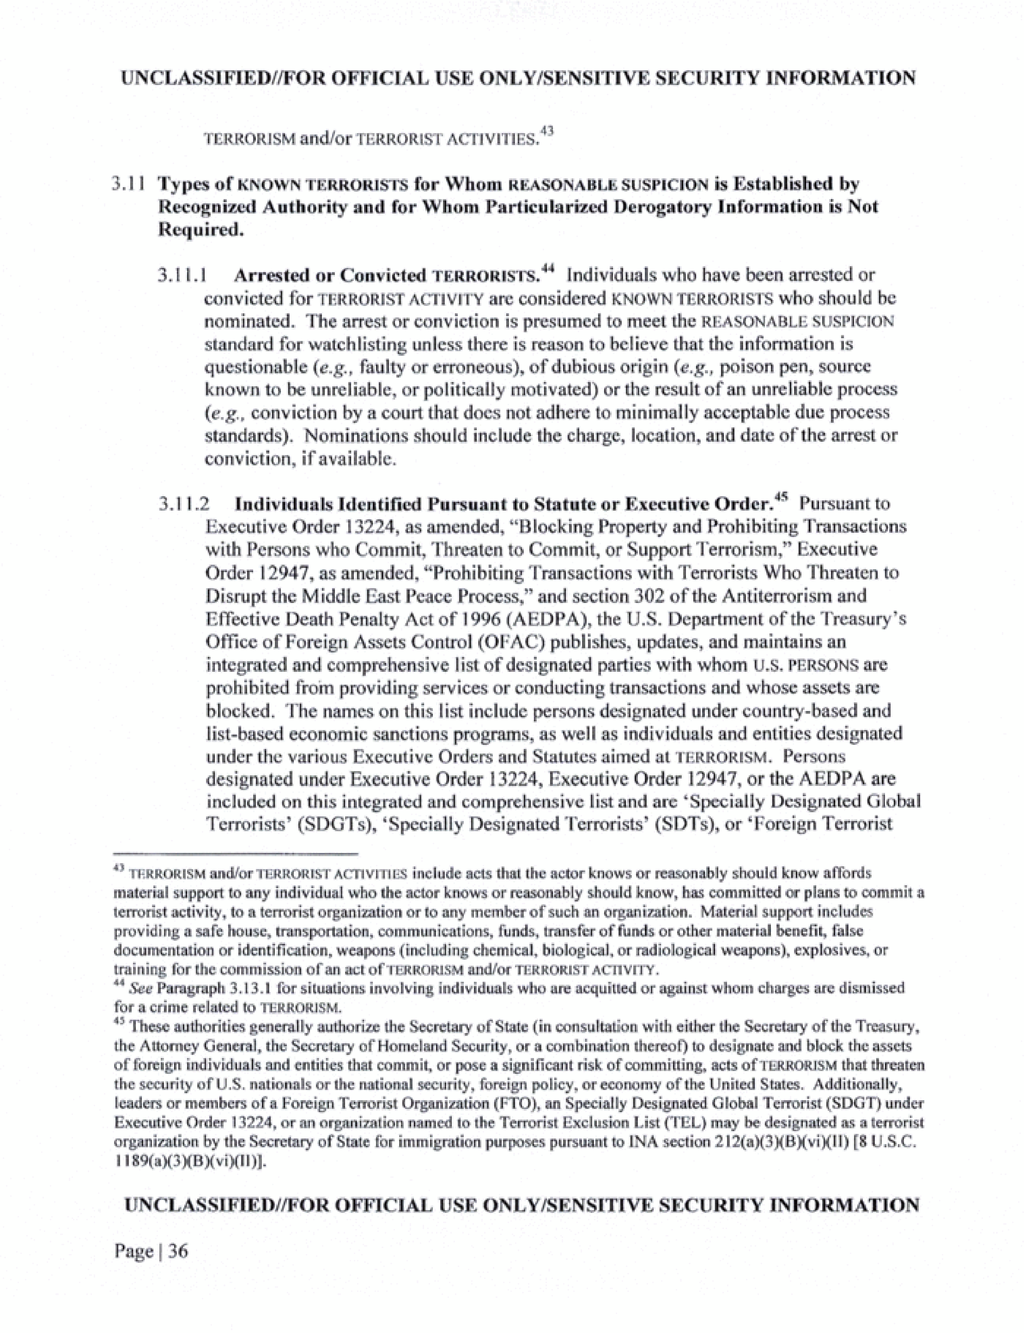 UNCLASSIFIED//FOR OFFICIAL USE ONLY/SENSITIVE SECURITY INFORMATION
TERRORISM and/or TERRORIST ACTIVITIES.43
3.11 Types of KNOWN TERRORISTS for Whom REASONABLE SUSPICION is Established by
Recognized Authority and for Whom Particularized Derogatory Information is Not
Required.
3.11.1 Arrested or Convicted TERRORISTS.44 Individuals who have been arrested or
convicted for TERRORIST ACTIVITY are considered KNOWN TERRORISTS who should be
nominated. The arrest or conviction is presumed to meet the REASONABLE SUSPICION
standard for watchlisting unless there is reason to believe that the information is
questionable (e.g., faulty or erroneous), of dubious origin (e.g., poison pen, source
known to be unreliable, or politically motivated) or the result of an unreliable process
(e.g., conviction by a court that does not adhere to minimally acceptable due process
standards). Nominations should include the charge, location, and date of the arrest or
conviction, if available.
3.11.2 Individuals Identified Pursuant to Statute or Executive Order.45 Pursuant to
Executive Order 13224, as amended, “Blocking Property and Prohibiting Transactions
with Persons who Commit, Threaten to Commit, or Support Terrorism,” Executive
Order 12947, as amended, “Prohibiting Transactions with Terrorists Who Threaten to
Disrupt the Middle East Peace Process,” and section 302 of the Antiterrorism and
Effective Death Penalty Act of 1996 (AEDPA), the U.S. Department of the Treasury’s
Office of Foreign Assets Control (OFAC) publishes, updates, and maintains an
integrated and comprehensive list of designated parties with whom U.S. PERSONS are
prohibited from providing services or conducting transactions and whose assets are
blocked. The names on this list include persons designated under country-based and
list-based economic sanctions programs, as well as individuals and entities designated
under the various Executive Orders and Statutes aimed at TERRORISM. Persons
designated under Executive Order 13224, Executive Order 12947, or the AEDPA are
included on this integrated and comprehensive list and are ‘Specially Designated Global
Terrorists’ (SDGTs), ‘Specially Designated Terrorists’ (SDTs), or ‘Foreign Terrorist
43 TERRORISM and/or TERRORIST ACTIVITIES include acts that the actor knows or reasonably should know affords
material support to any individual who the actor knows or reasonably should know, has committed or plans to commit a
terrorist activity, to a terrorist organization or to any member of such an organization. Material support includes
providing a safe house, transportation, communications, funds, transfer of funds or other material benefit, false
documentation or identification, weapons (including chemical, biological, or radiological weapons), explosives, or
training for the commission of an act of TERRORISM and/or TERRORIST ACTIVITY.
44 See Paragraph 3.13.1 for situations involving individuals who are acquitted or against whom charges are dismissed
for a crime related to TERRORISM.
45 These authorities generally authorize the Secretary of State (in consultation with either the Secretary of the Treasury,
the Attorney General, the Secretary of Homeland Security, or a combination thereof) to designate and block the assets
of foreign individuals and entities that commit, or pose a significant risk of committing, acts of TERRORISM that threaten
the security of U.S. nationals or the national security, foreign policy, or economy of the United States. Additionally,
leaders or members of a Foreign Terrorist Organization (FTO), an Specially Designated Global Terrorist (SDGT) under
Executive Order 13224, or an organization named to the Terrorist Exclusion List (TEL) may be designated as a terrorist
organization by the Secretary of State for immigration purposes pursuant to INA section 212(a)(3)(B)(vi)(II) [8 U.S.C.
1189(a)(3)(B)(vi)(II)].
UNCLASSIFIED//FOR OFFICIAL USE ONLY/SENSITIVE SECURITY INFORMATION
Page | 36